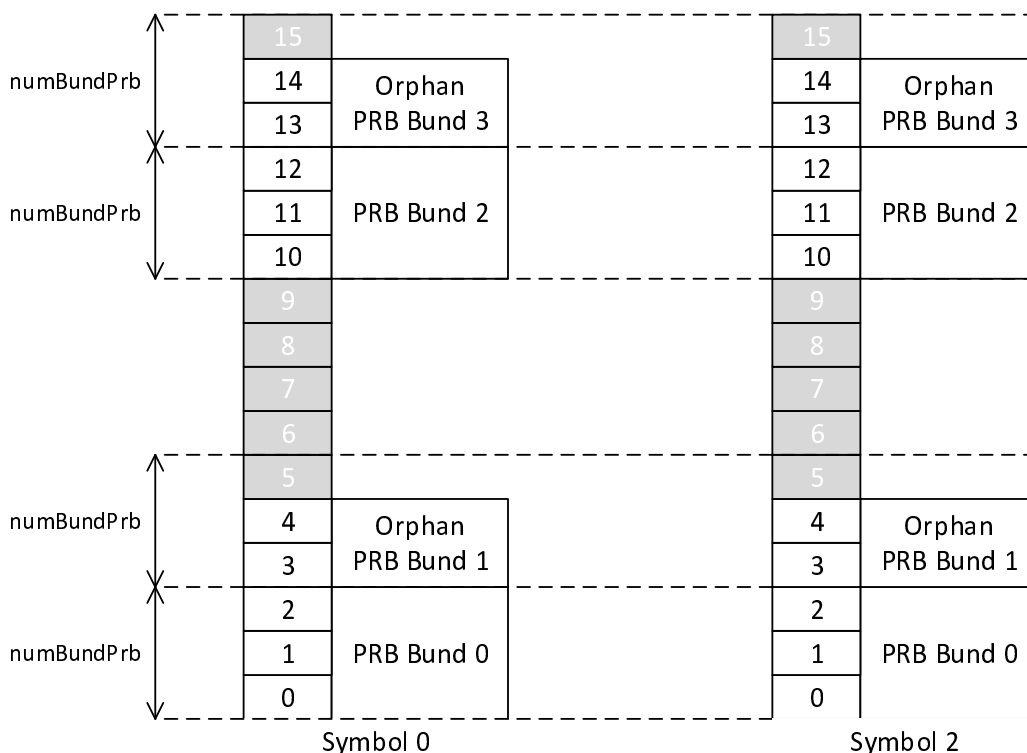 15
15
numBundPrb
14
Orphan
PRB Bund 3
14
Orphan
PRB Bund 3
13
13
12
12
numBundPrb
11
PRB Bund 2
11
PRB Bund 2
10
10
9
9
8
8
7
7
6
6
5
5
numBundPrb
4
Orphan
PRB Bund 1
4
Orphan
PRB Bund 1
3
3
2
2
numBundPrb
1
PRB Bund 0
1
PRB Bund 0
0
0
Symbol 0
Symbol 2